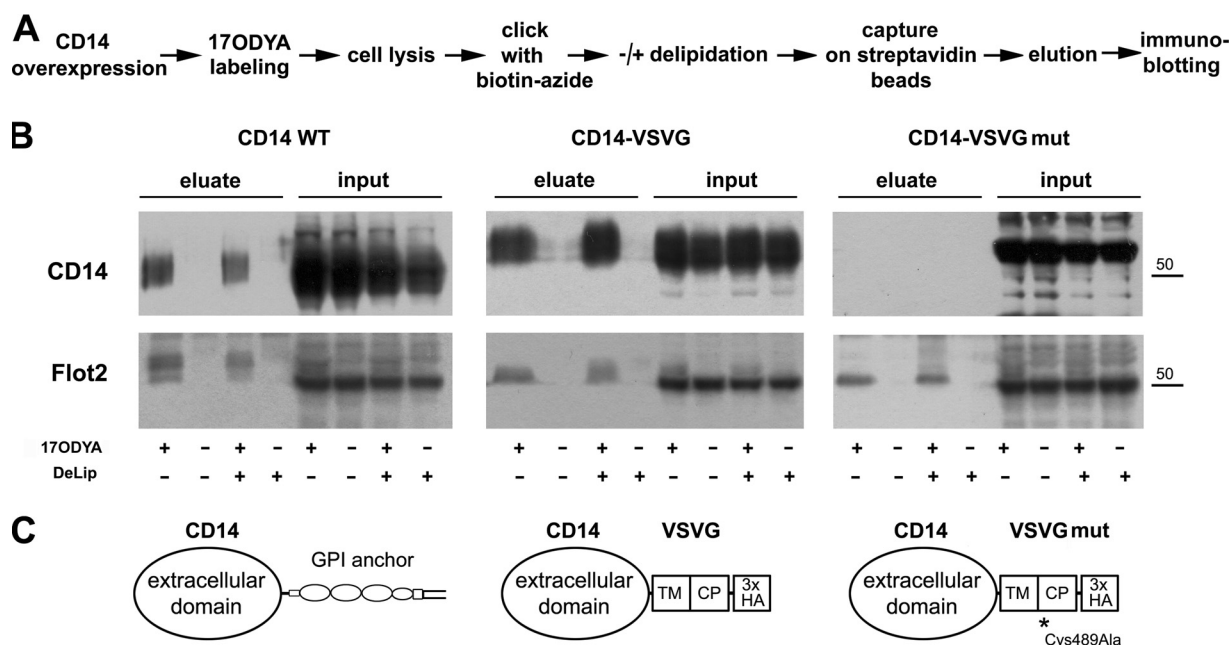 A
CD14 overexpression
17ODYA labeling
cell lysis
click with biotin-azide
-/+ delipidation
capture on streptavidin beads
elution
immuno-blotting
B
CD14 WT
CD14-VSVG
CD14-VSVG mut
eluate
input
eluate
input
eluate
input
CD14
50
Flot2
50
17ODYA + - + - + - + - + - + - + - + - + - + - + - + -
DeLip - - + + - - + + - - + + - - + + - - + + - - + +
C
CD14
CD14 VSVG
CD14 VSVG mut
GPI anchor
extracellular domain
extracellular domain
TM CP 3x HA
extracellular domain
TM CP 3x HA
*
Cys489Ala